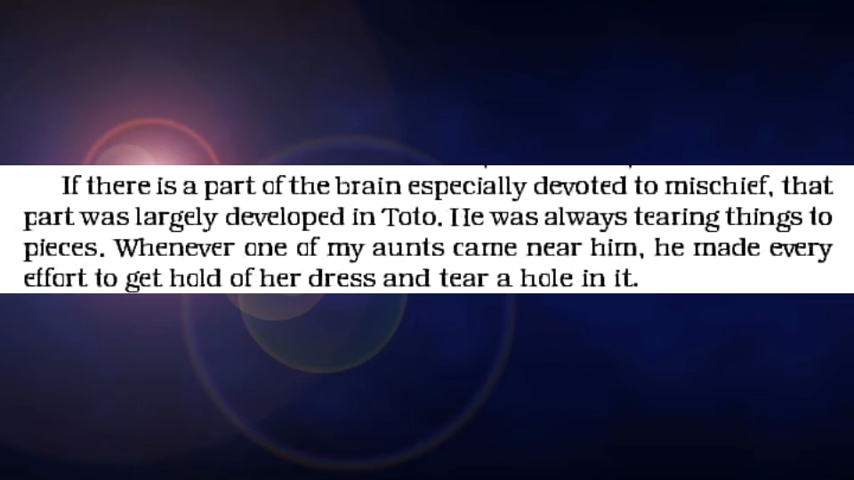 If there is a part of the brain especially devoted to mischief, that
part was largely developed in Toto. He was always tearing things to
pieces. Whenever one of my aunts came near him, he made every
effort to get hold of her dress and tear a hole in it.